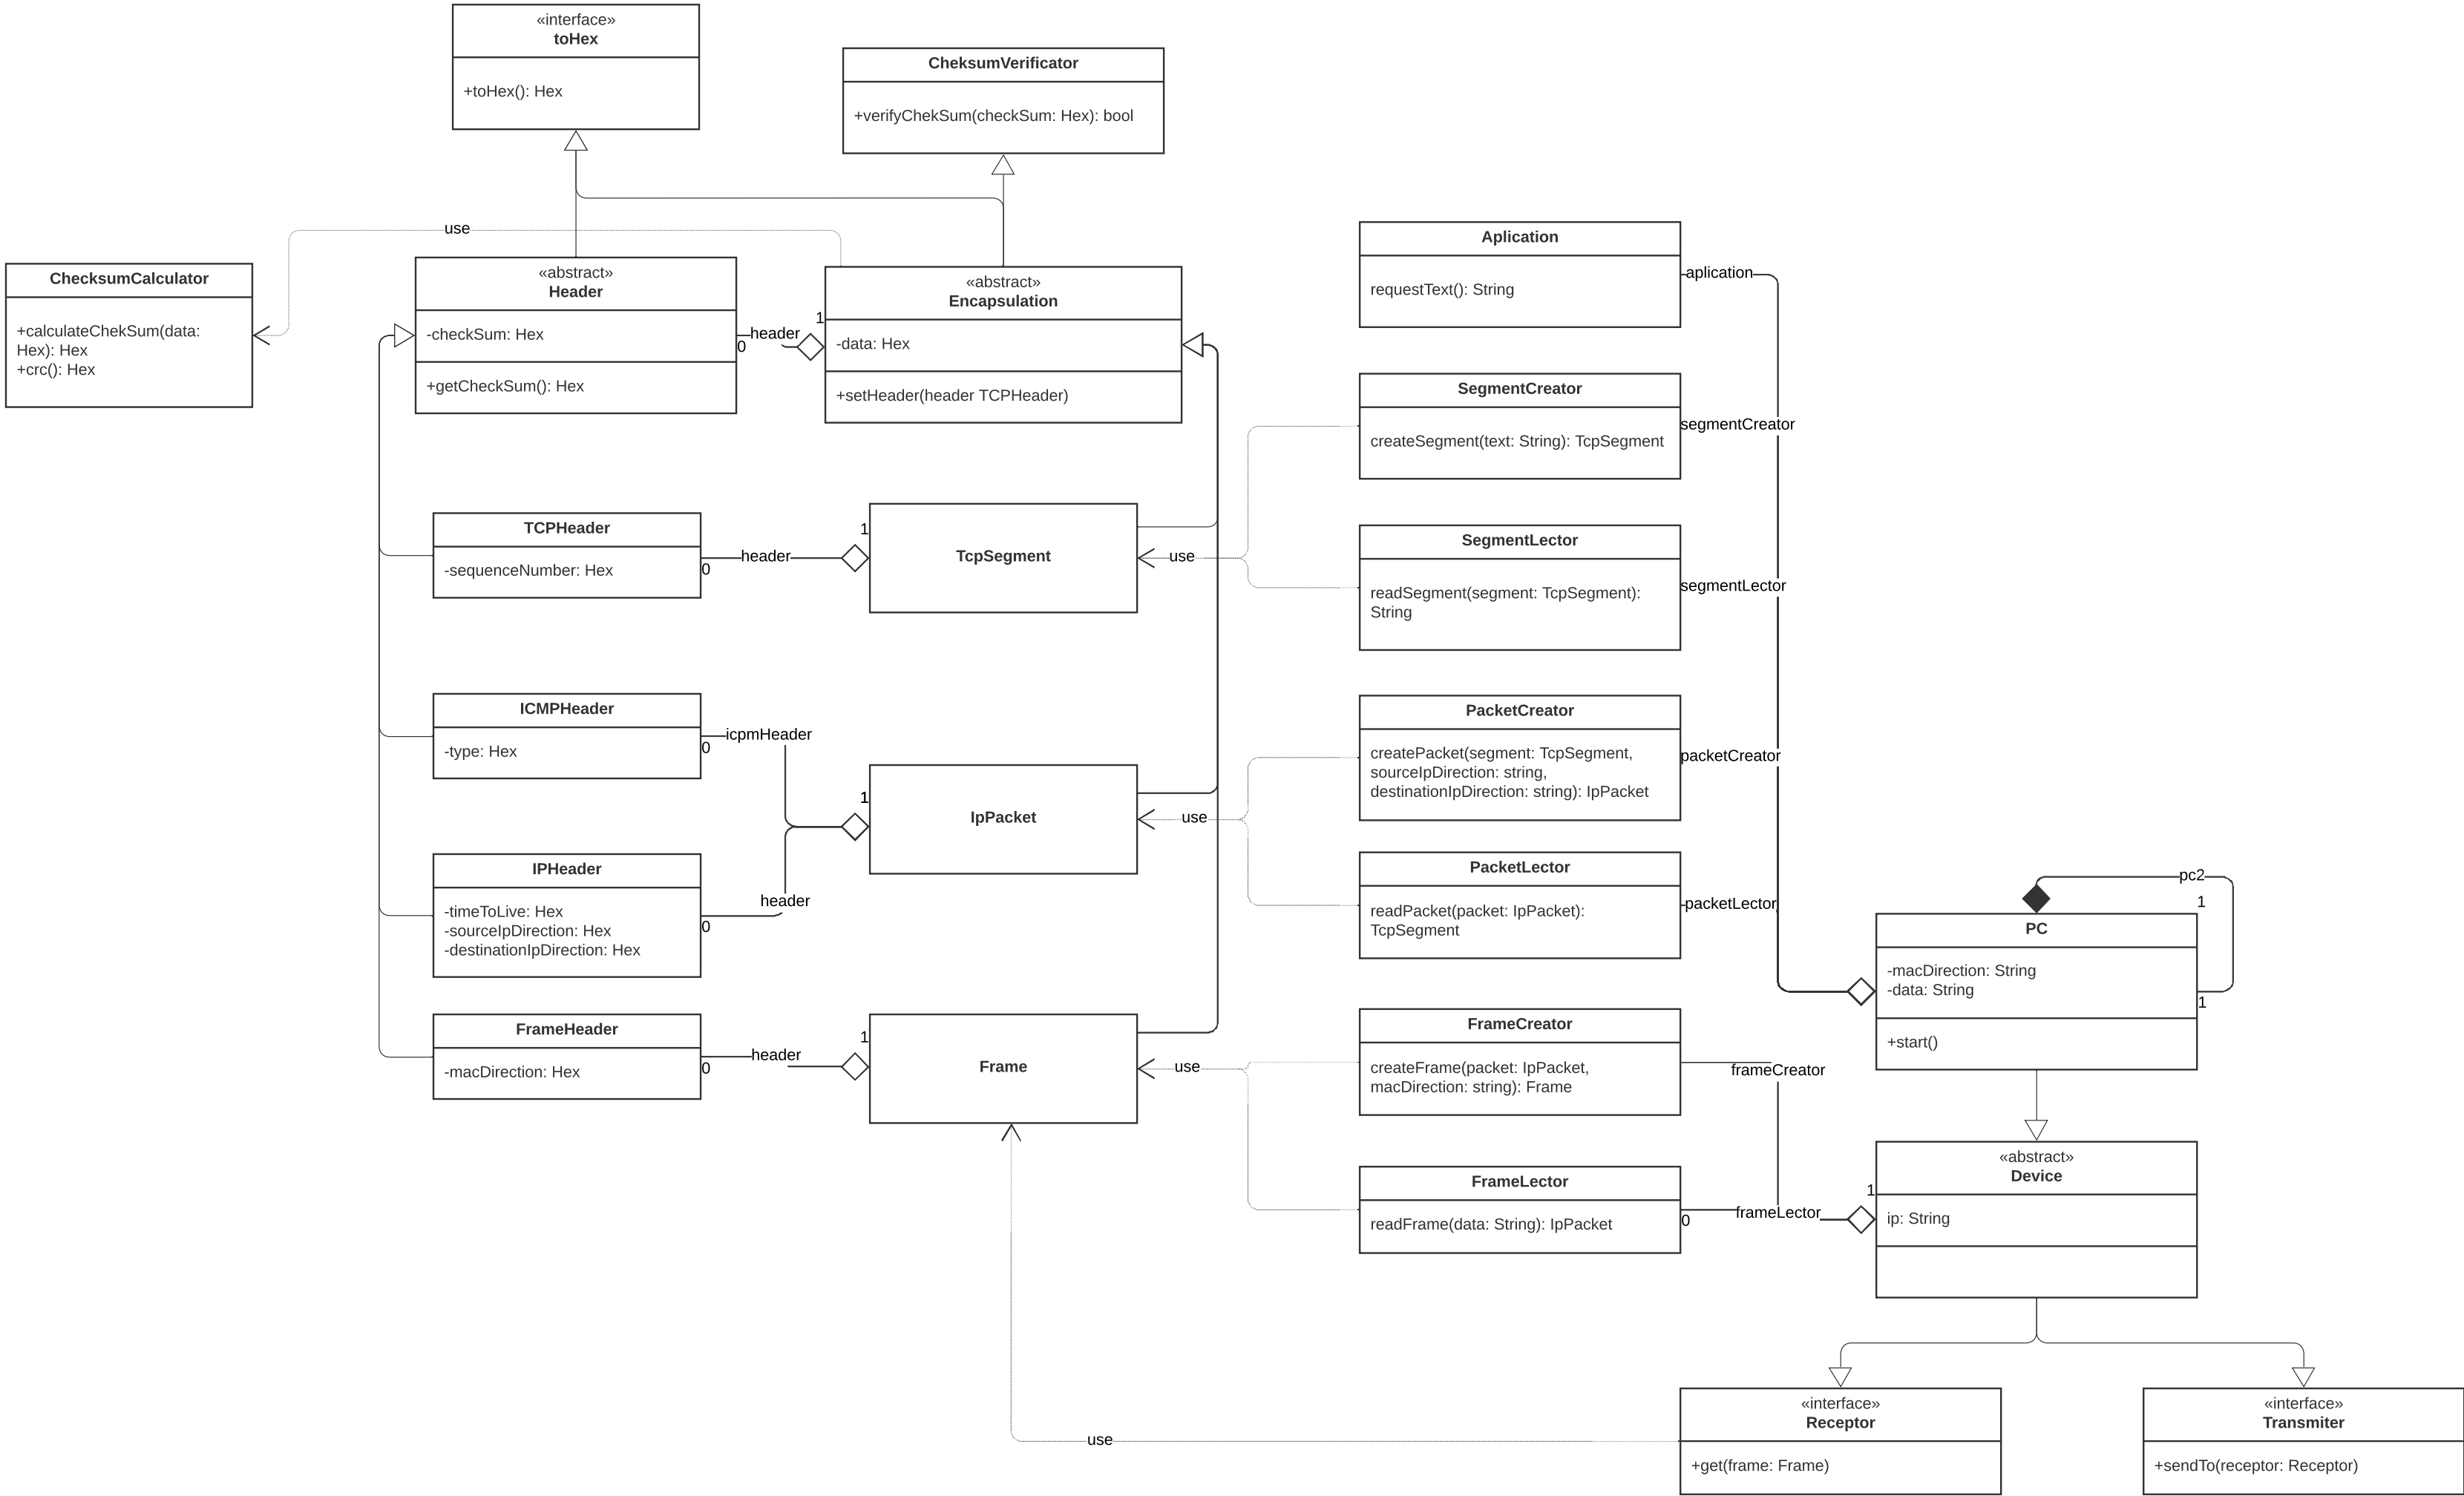 «interface»
toHex
+toHex(): Hex
CheksumVerificator
+verifyChekSum(checkSum: Hex): bool
use
ChecksumCalculator
+calculateChekSum(data:
Hex): Hex
+crc(): Hex
«abstract»
Header
-checkSum: Hex
+getCheckSum(): Hex
header
0
1
«abstract»
Encapsulation
-data: Hex
+setHeader(header TCPHeader)
Aplication
requestText(): String
aplication
SegmentCreator
createSegment(text: String): TcpSegment
segmentCreator
TCPHeader
-sequenceNumber: Hex
0
header
1
TcpSegment
use
SegmentLector
readSegment(segment: TcpSegment):
String
segmentLector
ICMPHeader
-type: Hex
0
icpmHeader
1
IpPacket
use
PacketCreator
createPacket(segment: TcpSegment,
sourceIpDirection: string,
destinationIpDirection: string): IpPacket
packetCreator
IPHeader
-timeToLive: Hex
-sourceIpDirection: Hex
-destinationIpDirection: Hex
0
header
PacketLector
readPacket(packet: IpPacket):
TcpSegment
packetLector
pc2
1
PC
-macDirection: String
-data: String
+start()
1
FrameHeader
-macDirection: Hex
0
header
1
Frame
use
FrameCreator
createFrame(packet: IpPacket,
macDirection: string): Frame
frameCreator
FrameLector
readFrame(data: String): IpPacket
0
frameLector
1
«abstract»
Device
ip: String
use
«interface»
Receptor
+get(frame: Frame)
«interface»
Transmiter
+sendTo(receptor: Receptor)